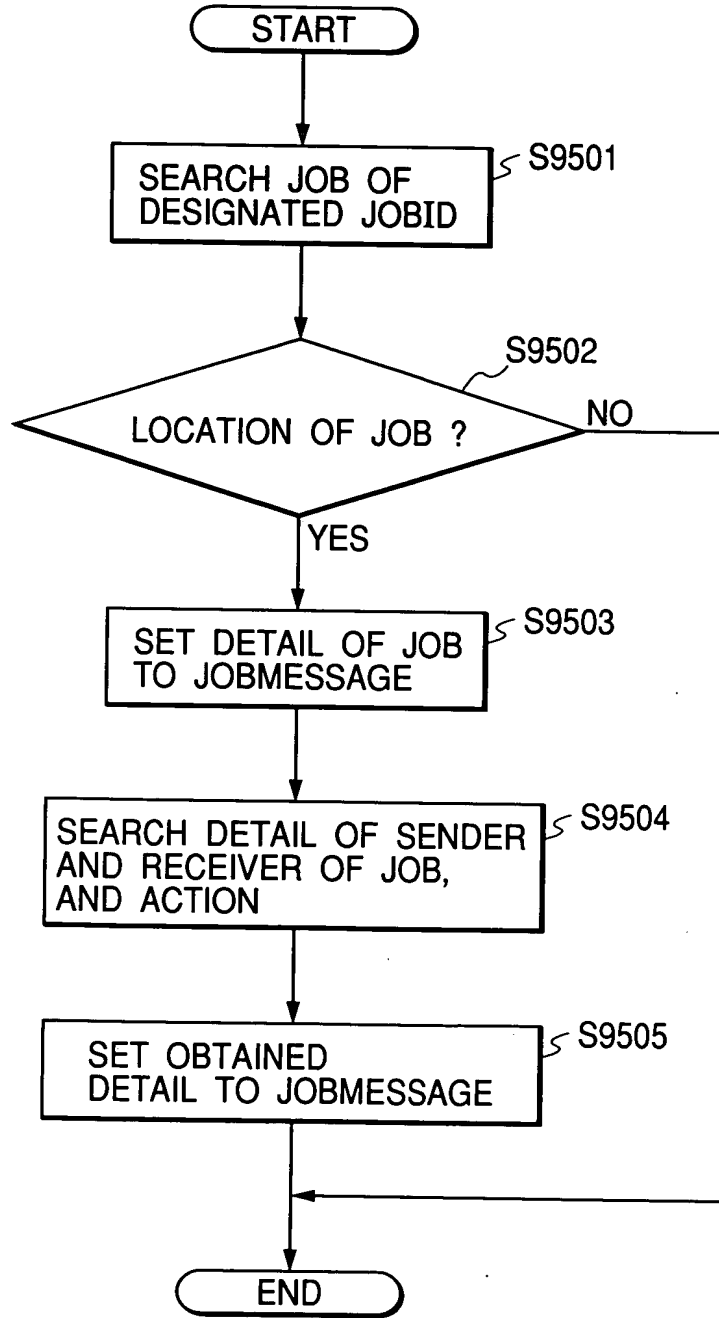 START
S9501
SEARCH JOB OF
DESIGNATED JOBID
S9502
LOCATION OF JOB ?
NO
YES
S9503
SET DETAIL OF JOB
TO JOBMESSAGE
S9504
SEARCH DETAIL OF SENDER
AND RECEIVER OF JOB,
AND ACTION
S9505
SET OBTAINED
DETAIL TO JOBMESSAGE
END